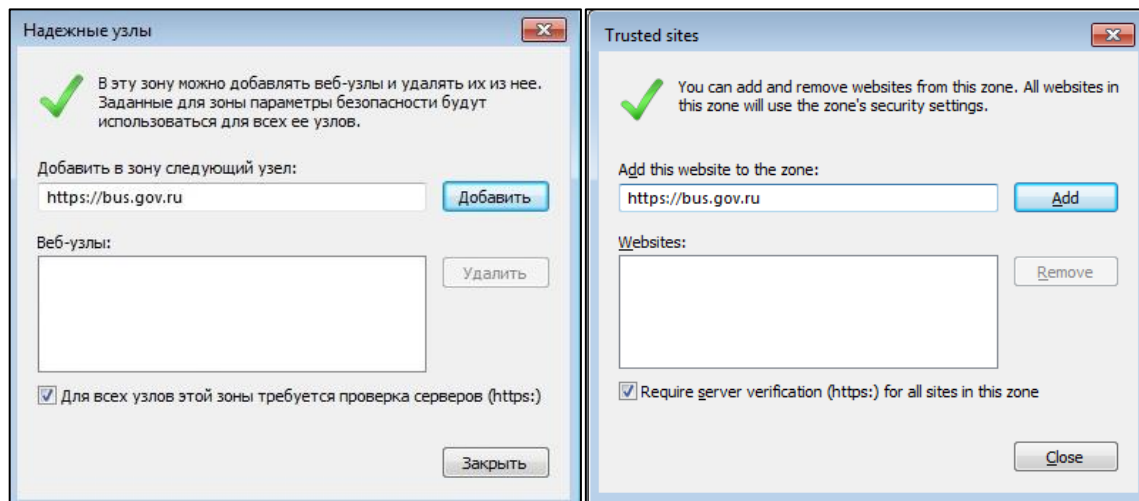 Надежные узлы
В эту зону можно добавлять веб-узлы и удалять их из нее.
Заданные для зоны параметры безопасности будут
использоваться для всех ее узлов.
Добавить в зону следующий узел:
https://bus.gov.ru
Добавить
Веб-узлы:
Удалить
Для всех узлов этой зоны требуется проверка серверов (https:)
Закрыть
Trusted sites
You can add and remove websites from this zone. All websites in
this zone will use the zone's security settings.
Add this website to the zone:
https://bus.gov.ru
Add
Websites:
Remove
Require server verification (https:) for all sites in this zone
Close